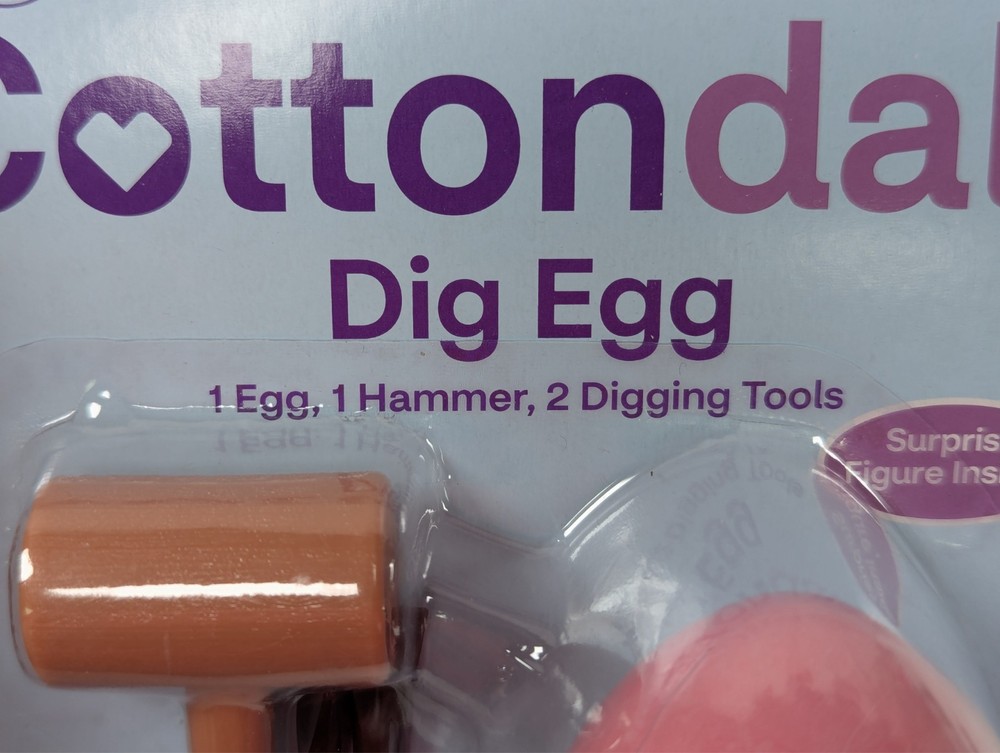 Cottondal
Dig Egg
1 Egg, 1 Hammer, 2 Digging Tools
Surpris
Figure Ins